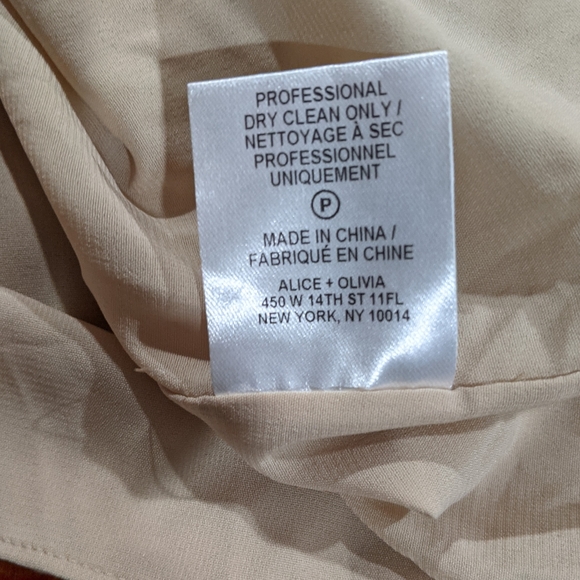 PROFESSIONAL
DRY CLEAN ONLY /
NETTOYAGE À SEC
PROFESSIONNEL
UNIQUEMENT
P
MADE IN CHINA /
FABRIQUÉ EN CHINE
ALICE + OLIVIA
450 W 14TH ST 11FL
NEW YORK, NY 10014